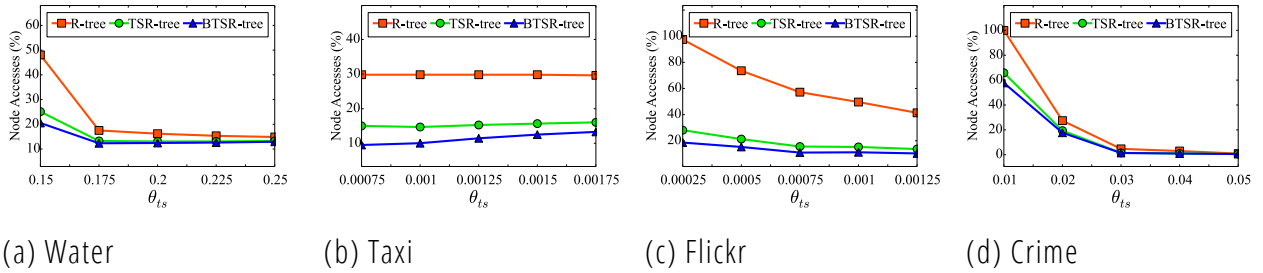 R-tree TSR-tree BTSR-tree
Node Accesses (%)
60
50
40
30
20
10
0.15 0.175 0.2 0.225 0.25
θts
(a) Water
R-tree TSR-tree BTSR-tree
Node Accesses (%)
40
30
20
10
0.00075 0.001 0.00125 0.0015 0.00175
θts
(b) Taxi
R-tree TSR-tree BTSR-tree
Node Accesses (%)
100
80
60
40
20
0.00025 0.0005 0.00075 0.001 0.00125
θts
(c) Flickr
R-tree TSR-tree BTSR-tree
Node Accesses (%)
100
80
60
40
20
0
0.01 0.02 0.03 0.04 0.05
θts
(d) Crime